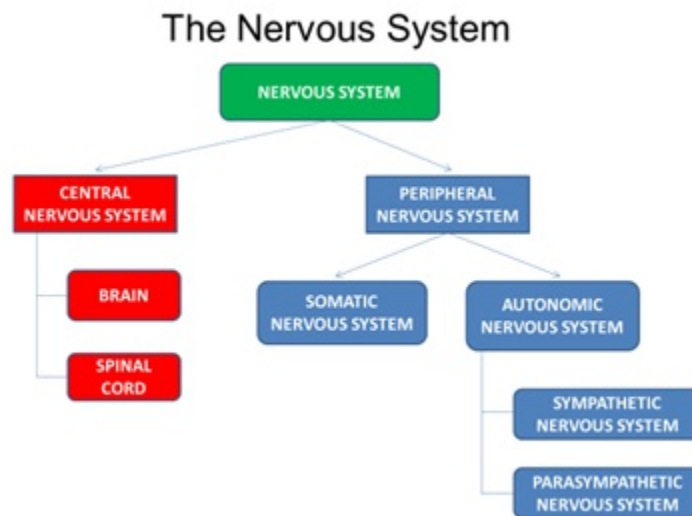 The Nervous System
NERVOUS SYSTEM
CENTRAL
NERVOUS SYSTEM
BRAIN
SPINAL
CORD
PERIPHERAL
NERVOUS SYSTEM
SOMATIC
NERVOUS SYSTEM
AUTONOMIC
NERVOUS SYSTEM
SYMPATHETIC
NERVOUS SYSTEM
PARASYMPATHETIC
NERVOUS SYSTEM